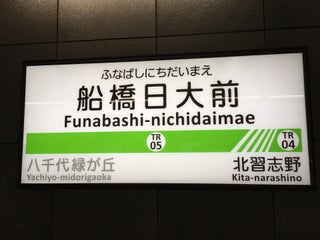 ふなばしにちだいまえ
船橋日大前
Funabashi-nichidaimae
TR
05
TR
04
八千代緑が丘
Yachiyo-midorigaoka
北習志野
Kita-narashino